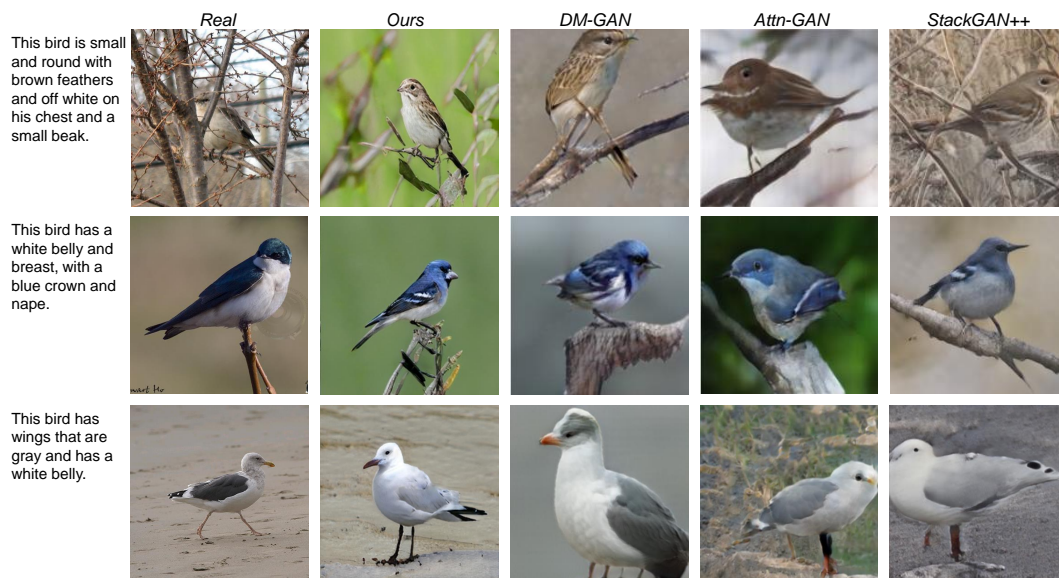 Real Ours DM-GAN Attn-GAN StackGAN++
This bird is small
and round with
brown feathers
and off white on
his chest and a
small beak.
This bird has a
white belly and
breast, with a
blue crown and
nape.
This bird has
wings that are
gray and has a
white belly.